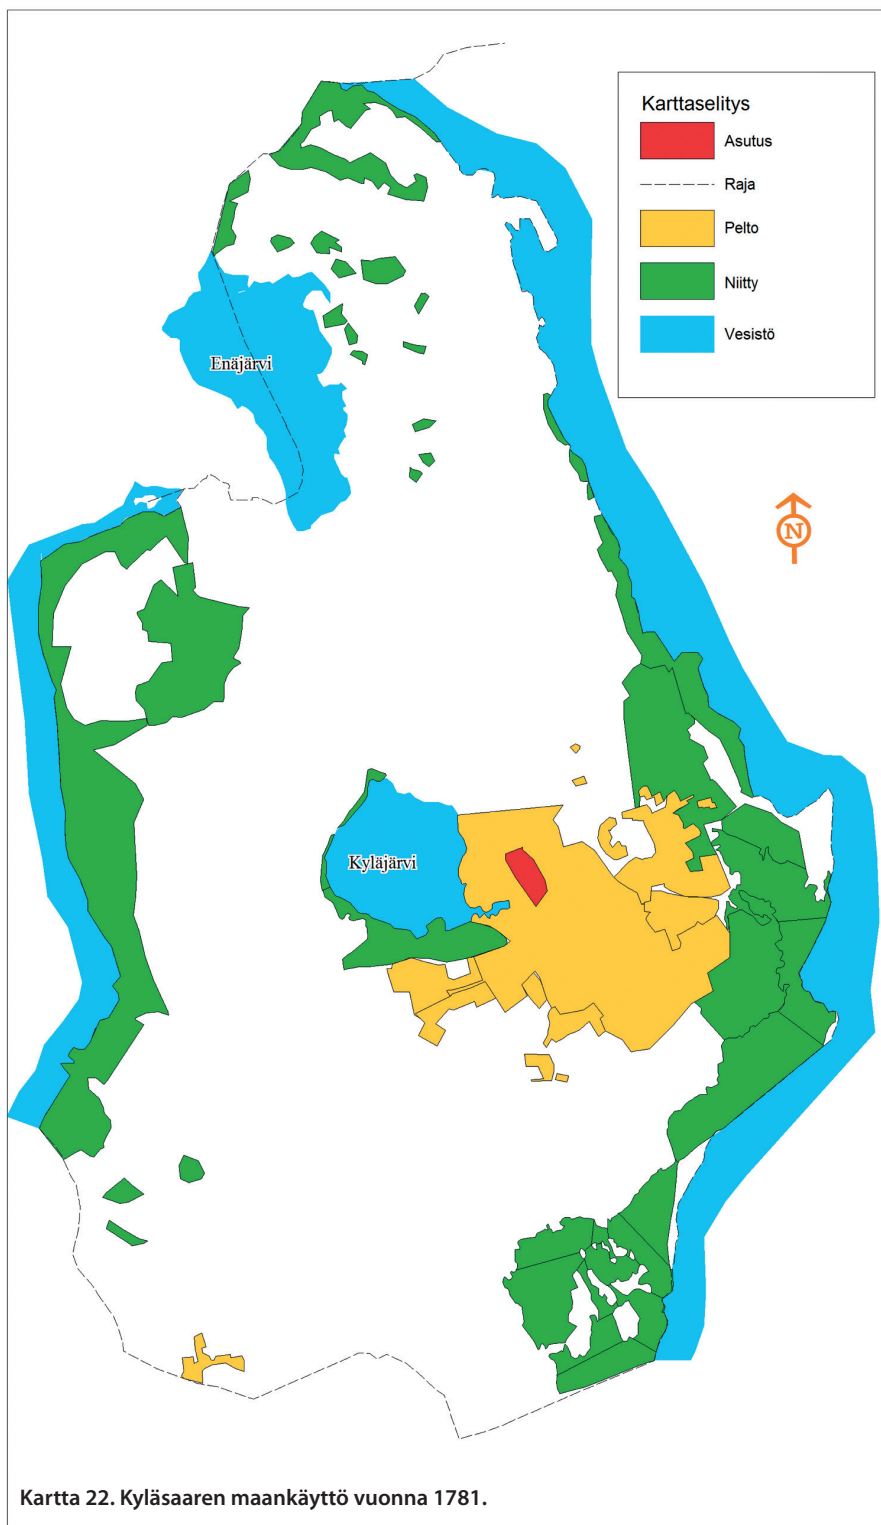 Karttaselitys
Asutus
Raja
Pelto
Niitty
Vesistö
Enäjärvi
N
Kyläjärvi
Kartta 22. Kyläsaaren maankäyttö vuonna 1781.